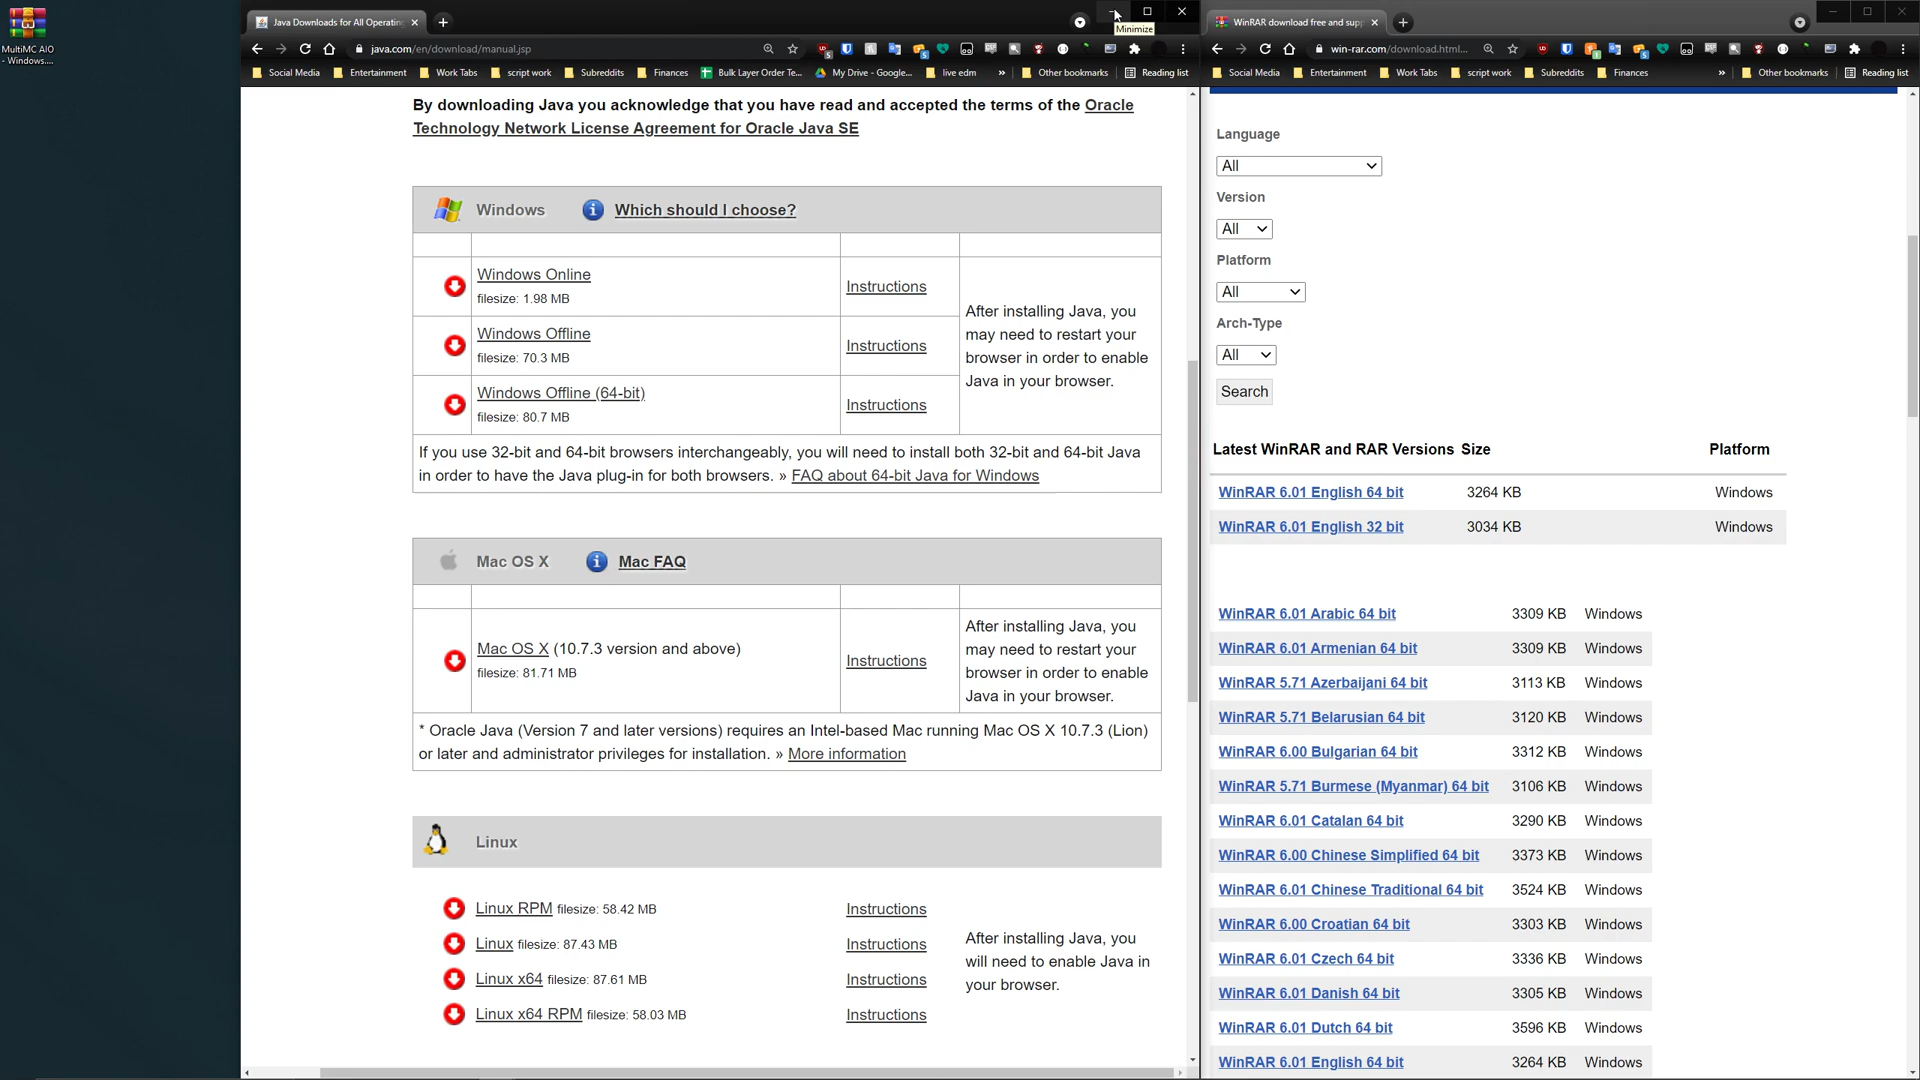 MultiMC AIO
- Windows....
Java Downloads for All Operatin
Minimize
java.com/en/download/manual.jsp
Social Media
Entertainment
Work Tabs
script work
Subreddits
Finances
Bulk Layer Order Te...
My Drive - Google...
live edm
»
Other bookmarks
Reading list
By downloading Java you acknowledge that you have read and accepted the terms of the Oracle
Technology Network License Agreement for Oracle Java SE
Windows
Which should I choose?
Windows Online
filesize: 1.98 MB
Instructions
Windows Offline
filesize: 70.3 MB
Instructions
Windows Offline (64-bit)
filesize: 80.7 MB
Instructions
After installing Java, you
may need to restart your
browser in order to enable
Java in your browser.
If you use 32-bit and 64-bit browsers interchangeably, you will need to install both 32-bit and 64-bit Java
in order to have the Java plug-in for both browsers. » FAQ about 64-bit Java for Windows
Mac OS X
Mac FAQ
Mac OS X (10.7.3 version and above)
filesize: 81.71 MB
Instructions
After installing Java, you
may need to restart your
browser in order to enable
Java in your browser.
* Oracle Java (Version 7 and later versions) requires an Intel-based Mac running Mac OS X 10.7.3 (Lion)
or later and administrator privileges for installation. » More information
Linux
Linux RPM filesize: 58.42 MB Instructions
Linux filesize: 87.43 MB Instructions
Linux x64 filesize: 87.61 MB Instructions
Linux x64 RPM filesize: 58.03 MB Instructions
After installing Java, you
will need to enable Java in
your browser.
WinRAR download free and supp
win-rar.com/download.html...
Social Media
Entertainment
Work Tabs
script work
Subreddits
Finances
»
Other bookmarks
Reading list
Language
All
Version
All
Platform
All
Arch-Type
All
Search
Latest WinRAR and RAR Versions Size Platform
WinRAR 6.01 English 64 bit 3264 KB Windows
WinRAR 6.01 English 32 bit 3034 KB Windows
WinRAR 6.01 Arabic 64 bit 3309 KB Windows
WinRAR 6.01 Armenian 64 bit 3309 KB Windows
WinRAR 5.71 Azerbaijani 64 bit 3113 KB Windows
WinRAR 5.71 Belarusian 64 bit 3120 KB Windows
WinRAR 6.00 Bulgarian 64 bit 3312 KB Windows
WinRAR 5.71 Burmese (Myanmar) 64 bit 3106 KB Windows
WinRAR 6.01 Catalan 64 bit 3290 KB Windows
WinRAR 6.00 Chinese Simplified 64 bit 3373 KB Windows
WinRAR 6.01 Chinese Traditional 64 bit 3524 KB Windows
WinRAR 6.00 Croatian 64 bit 3303 KB Windows
WinRAR 6.01 Czech 64 bit 3336 KB Windows
WinRAR 6.01 Danish 64 bit 3305 KB Windows
WinRAR 6.01 Dutch 64 bit 3596 KB Windows
WinRAR 6.01 English 64 bit 3264 KB Windows